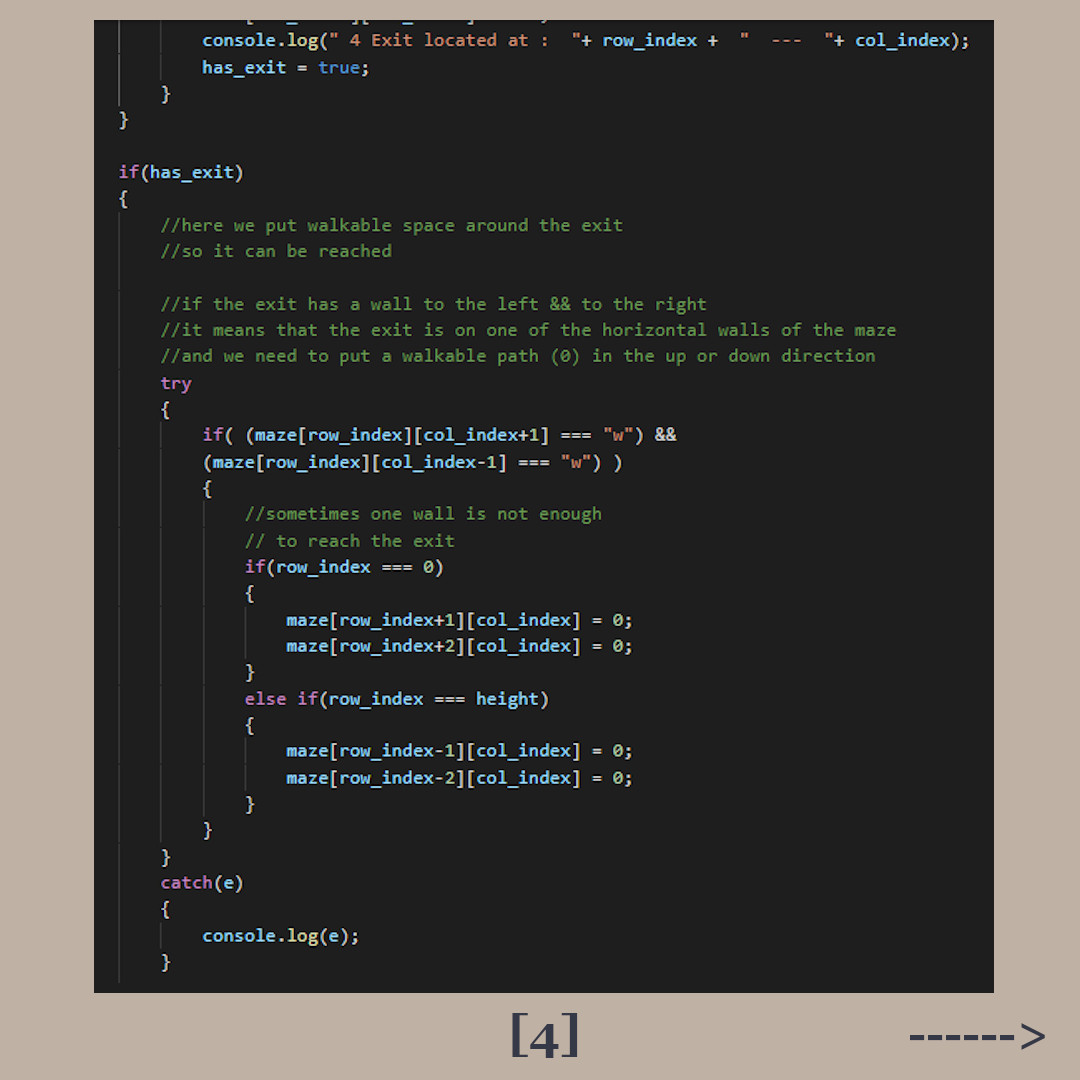 console.log(" 4 Exit located at :  "+ row_index +  "  ---  "+ col_index);
has_exit = true;
}
}
if(has_exit)
{
//here we put walkable space around the exit
//so it can be reached
//if the exit has a wall to the left && to the right
//it means that the exit is on one of the horizontal walls of the maze
//and we need to put a walkable path (0) in the up or down direction
try
{
if( (maze[row_index][col_index+1] === "w") &&
(maze[row_index][col_index-1] === "w") )
{
//sometimes one wall is not enough
// to reach the exit
if(row_index === 0)
{
maze[row_index+1][col_index] = 0;
maze[row_index+2][col_index] = 0;
}
else if(row_index === height)
{
maze[row_index-1][col_index] = 0;
maze[row_index-2][col_index] = 0;
}
}
}
catch(e)
{
console.log(e);
}
[4]
------>